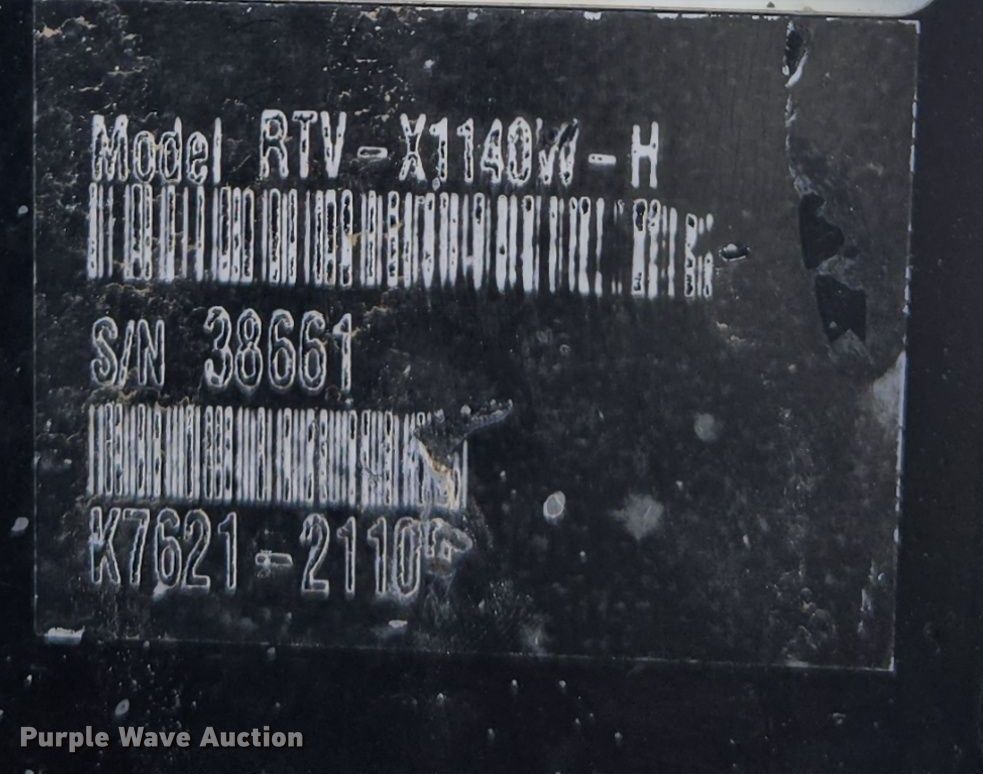 Model RTV-X1140W-H
S/N 38661
K7621-2110
Purple Wave Auction